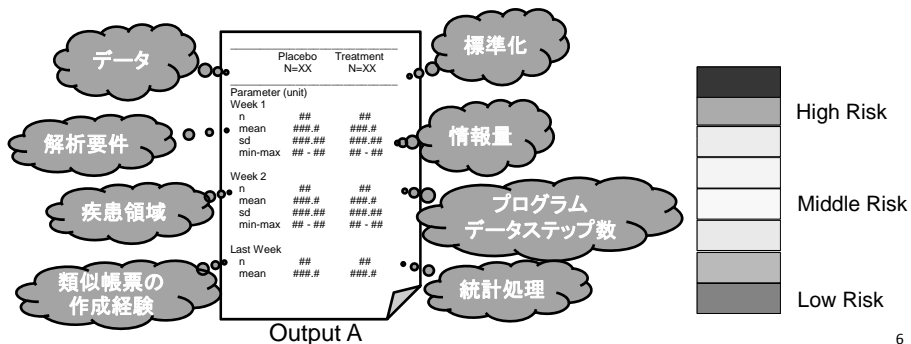 データ
解析要件
疾患領域
類似帳票の
作成経験
Placebo Treatment
N=XX N=XX
Parameter (unit)
Week 1
n ## ##
mean ###.# ###.#
sd ###.## ###.##
min-max ## - ## ## - ##
Week 2
n ## ##
mean ###.# ###.#
sd ###.## ###.##
min-max ## - ## ## - ##
Last Week
n ## ##
mean ###.# ###.#
Output A
標準化
情報量
プログラム
データステップ数
統計処理
High Risk
Middle Risk
Low Risk
6